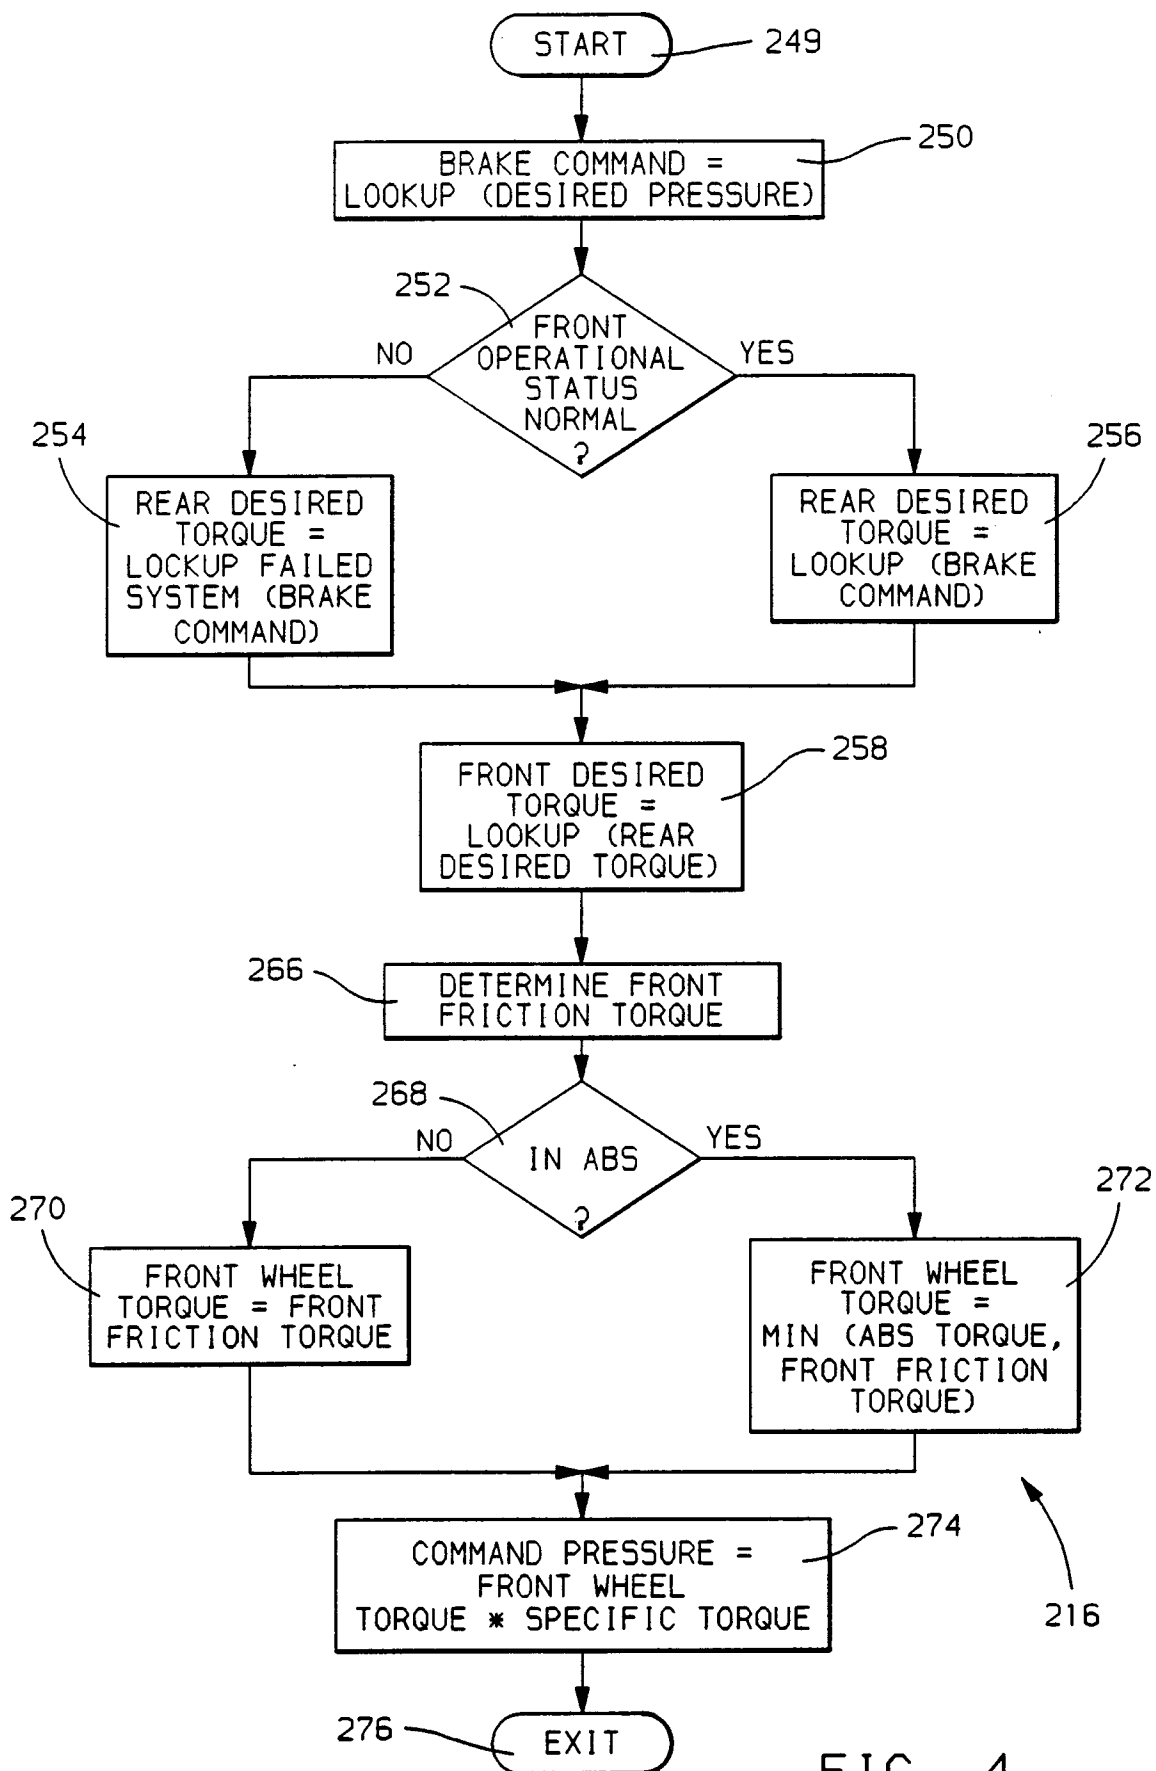 START
249
250
BRAKE COMMAND =
LOOKUP (DESIRED PRESSURE)
252
FRONT
OPERATIONAL
STATUS
NORMAL
?
NO
YES
254
256
REAR DESIRED
TORQUE =
LOCKUP FAILED
SYSTEM (BRAKE
COMMAND)
REAR DESIRED
TORQUE =
LOOKUP (BRAKE
COMMAND)
258
FRONT DESIRED
TORQUE =
LOOKUP (REAR
DESIRED TORQUE)
266
DETERMINE FRONT
FRICTION TORQUE
268
NO
YES
IN ABS
?
270
272
FRONT WHEEL
TORQUE = FRONT
FRICTION TORQUE
FRONT WHEEL
TORQUE =
MIN (ABS TORQUE,
FRONT FRICTION
TORQUE)
274
COMMAND PRESSURE =
FRONT WHEEL
TORQUE * SPECIFIC TORQUE
216
276
EXIT
FIG. 4